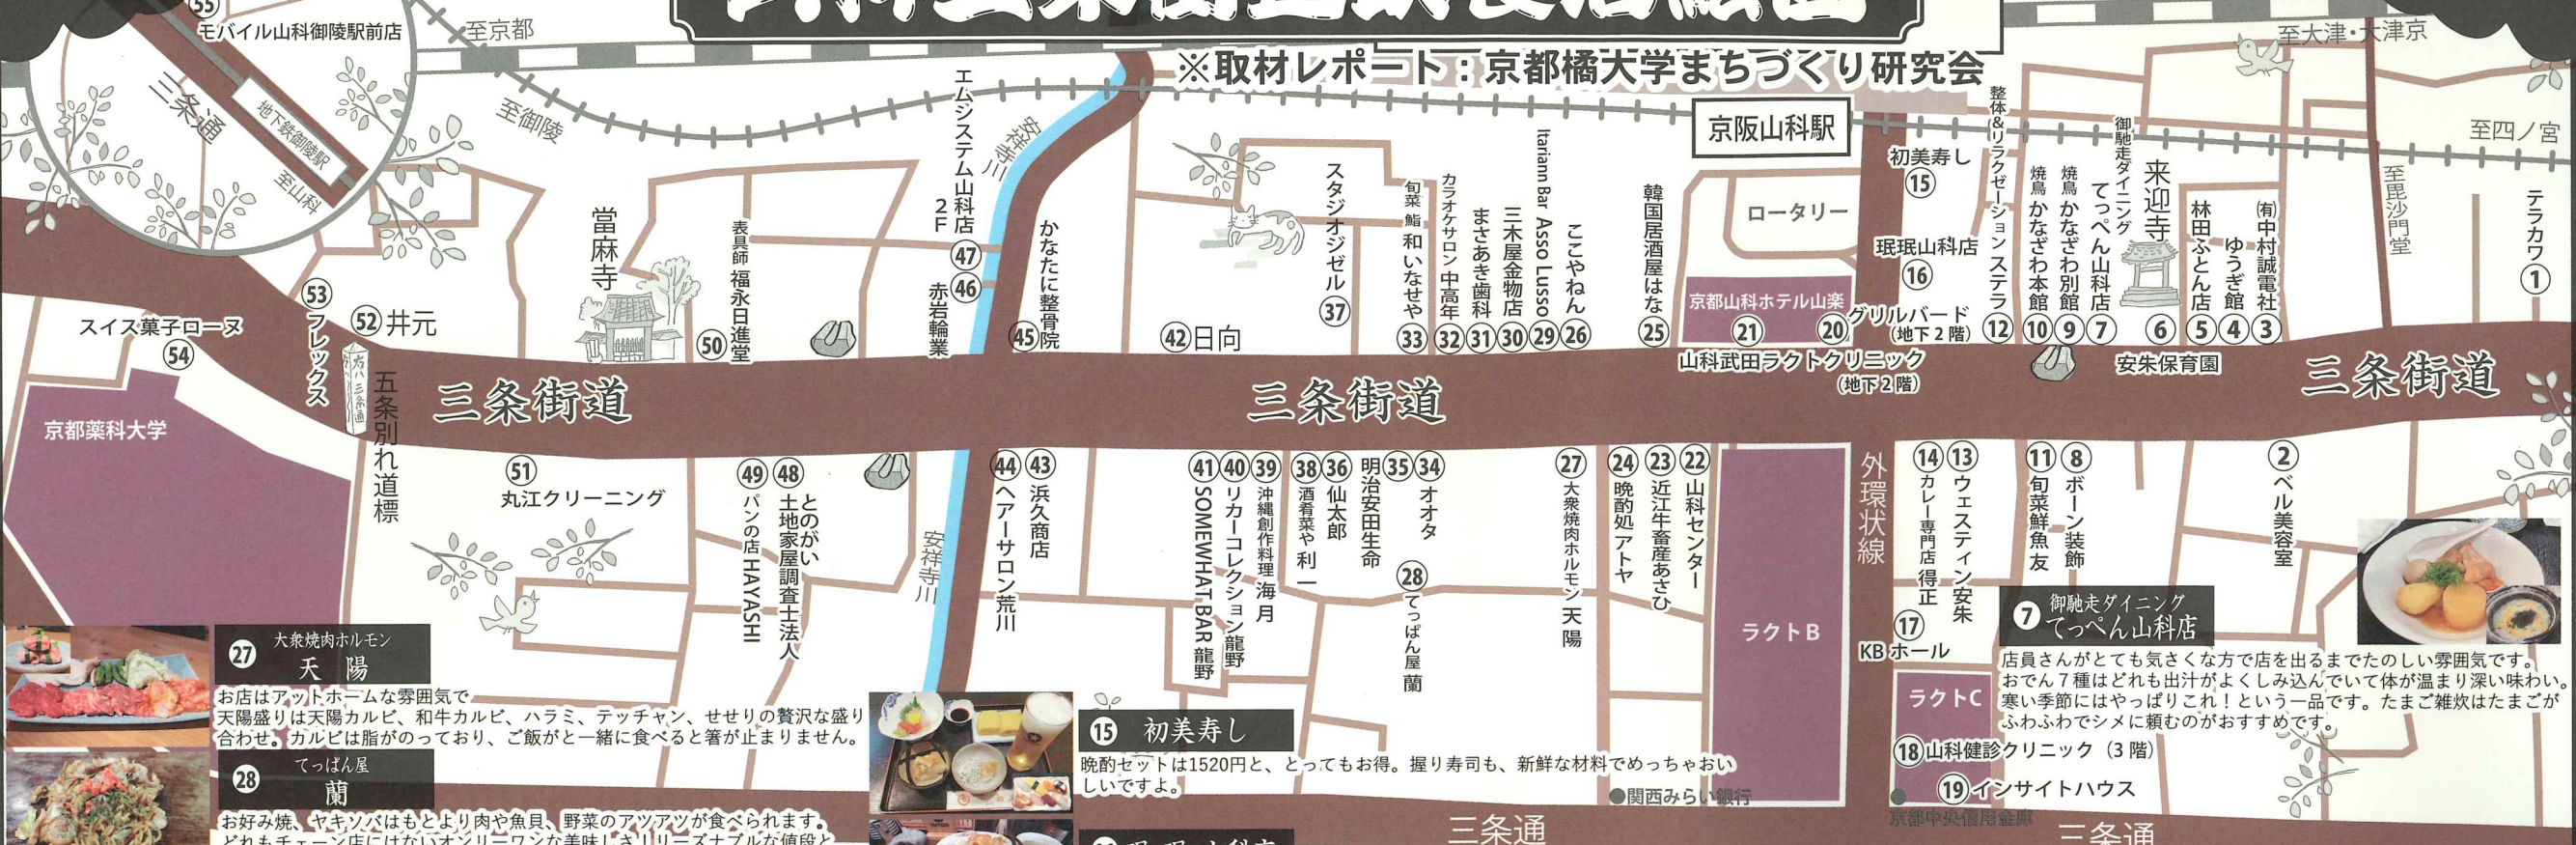 55
モバイル山科御陵駅前店
三条通
地下鉄御陵駅
至山科
至京都
至御陵
※取材レポート：京都橘大学まちづくり研究会
至大津・大津京
至四ノ宮
至毘沙門堂
京阪山科駅
ロータリー
安祥寺川
スイス菓子ローヌ
54
53 フレックス
52 井元
右ハ三条通
五条別れ道標
當麻寺
50
表具師 福永日進堂
エムシステム山科店
2F
47
46
赤岩輪業
かなたに整骨院
45
42 日向
スタジオジゼル
37
旬菜 鮨 和 いなせや
33
カラオケサロン 中高年
32
まさあき歯科
31
三木屋金物店
30
Itariann Bar Asso Lusso
29
ここやねん
26
韓国居酒屋はな
25
京都山科ホテル山楽
21
20
グリルバード
(地下2階)
山科武田ラクトクリニック
(地下2階)
初美寿し
15
珉珉山科店
16
整体&リラクゼーション ステラ
12
焼鳥 かなざわ本館
10
焼鳥 かなざわ別館
9
御馳走ダイニング
てっぺん山科店
7
来迎寺
6
安朱保育園
林田ふとん店
5
ゆうぎ館
4
㈲中村誠電社
3
テラカワ
1
三条街道
三条街道
三条街道
京都薬科大学
51
丸江クリーニング
49
パンの店 HAYASHI
48
土地家屋調査士法人
とのがい
安祥寺川
44
ヘアーサロン荒川
43
浜久商店
41
SOMEWHAT BAR 龍野
40
リカーコレクション龍野
39
沖縄創作料理 海月
38
酒肴菜や 利一
36
仙太郎
35
明治安田生命
34
オオタ
28
てっぱん屋 蘭
27
大衆焼肉ホルモン 天陽
24
晩酌処 アトヤ
23
近江牛畜産あさひ
22
山科センター
ラクトB
外環状線
14
カレー専門店 得正
13
ウェスティン安朱
11
旬菜鮮魚 友
8
ボーン装飾
2
ベル美容室
17
KBホール
ラクトC
18 山科健診クリニック（3階）
19 インサイトハウス
●関西みらい銀行
京都中央信用金庫
三条通
三条通
7 御馳走ダイニング
てっぺん山科店
店員さんがとても気さくな方で店を出るまでたのしい雰囲気です。
おでん7種はどれも出汁がよくしみ込んでいて体が温まり深い味わい。
寒い季節にはやっぱりこれ！という一品です。たまご雑炊はたまごが
ふわふわでシメに頼むのがおすすめです。
27 大衆焼肉ホルモン
天陽
お店はアットホームな雰囲気で
天陽盛りは天陽カルビ、和牛カルビ、ハラミ、テッチャン、せせりの贅沢な盛り
合わせ。カルビは脂がのっており、ご飯がと一緒に食べると箸が止まりません。
28 てっぱん屋
蘭
お好み焼、ヤキソバはもとより肉や魚貝、野菜のアツアツが食べられます。
どれもチェーン店にはないオンリーワンな美味しさ！リーズナブルな値段と
15 初美寿し
晩酌セットは1520円と、とってもお得。握り寿司も、新鮮な材料でめっちゃおい
しいですよ。